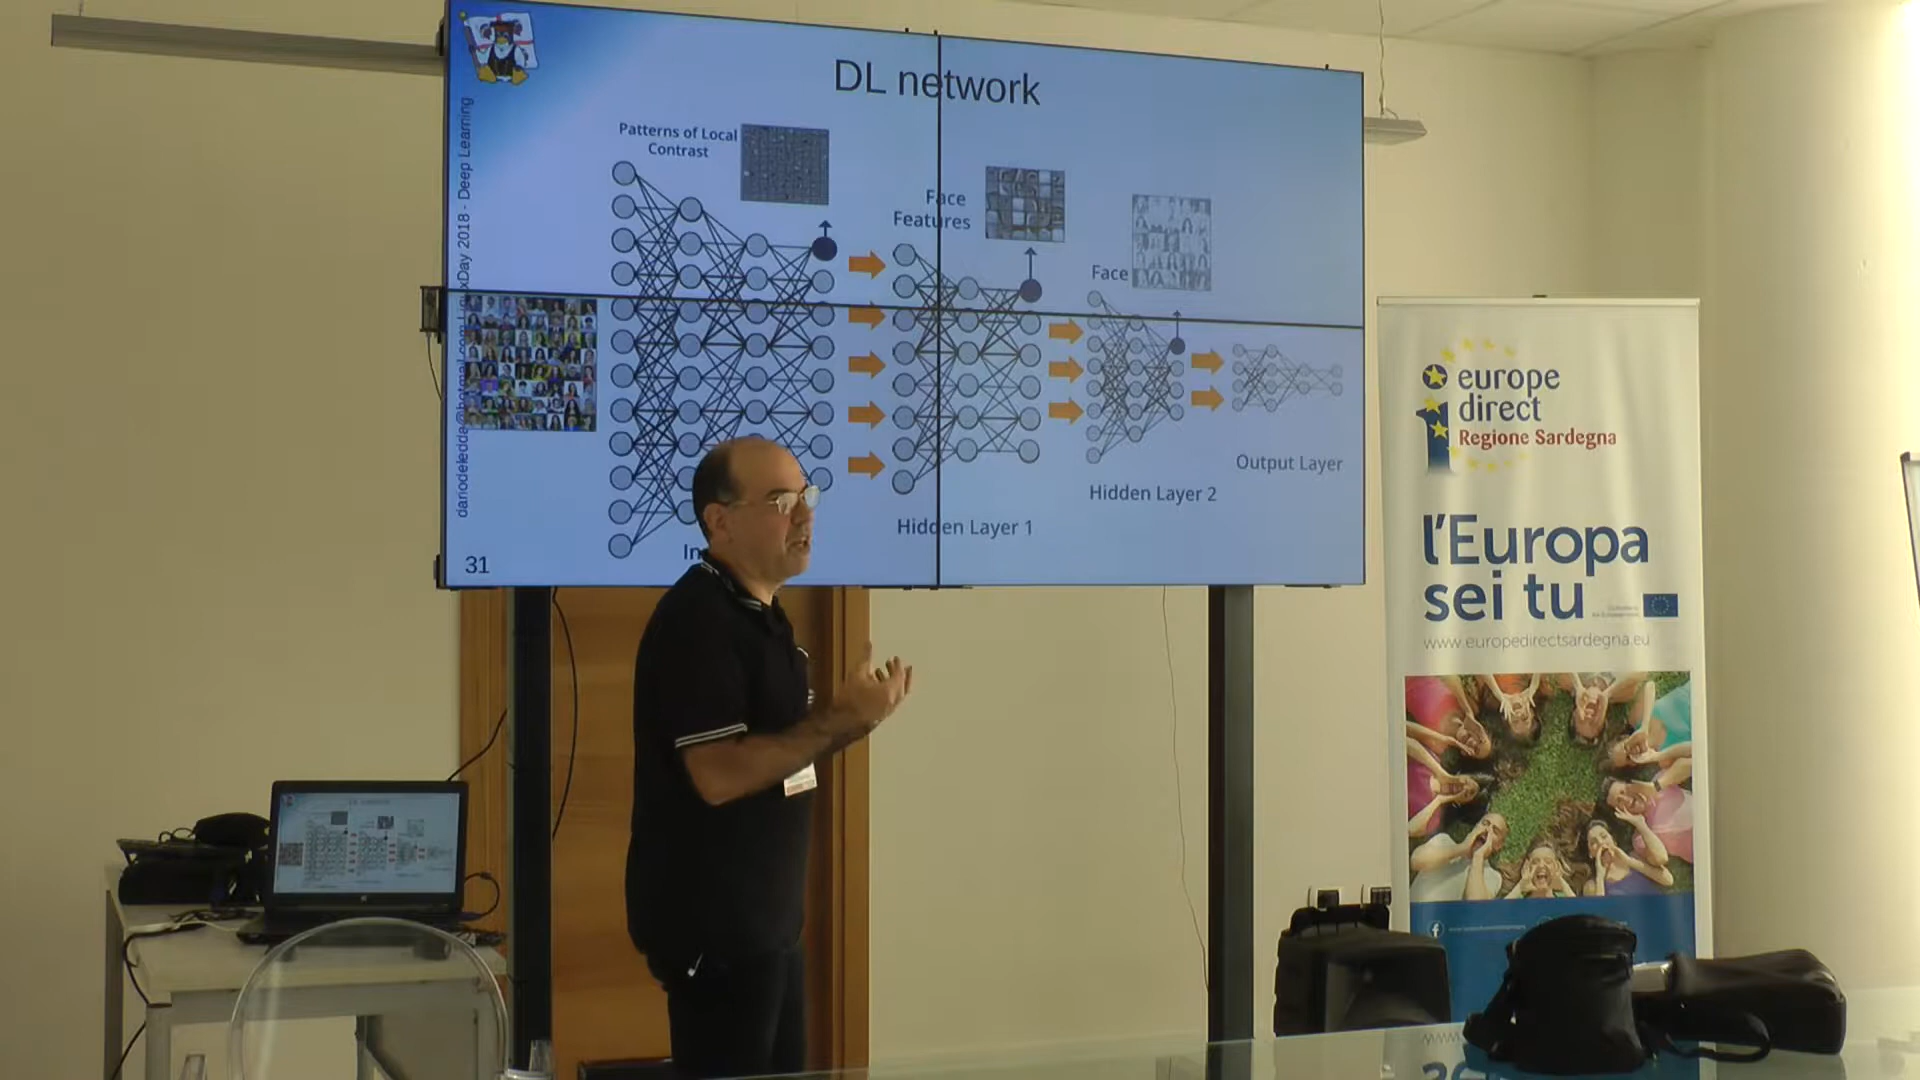 DL network
Patterns of Local
Contrast
Face
Features
Face
Output Layer
Hidden Layer 2
Hidden Layer 1
In
31
dariodeledda@hotmail.com LinuxDay 2018 - Deep Learning
europe
direct
Regione Sardegna
l'Europa
sei tu
www.europedirectsardegna.eu